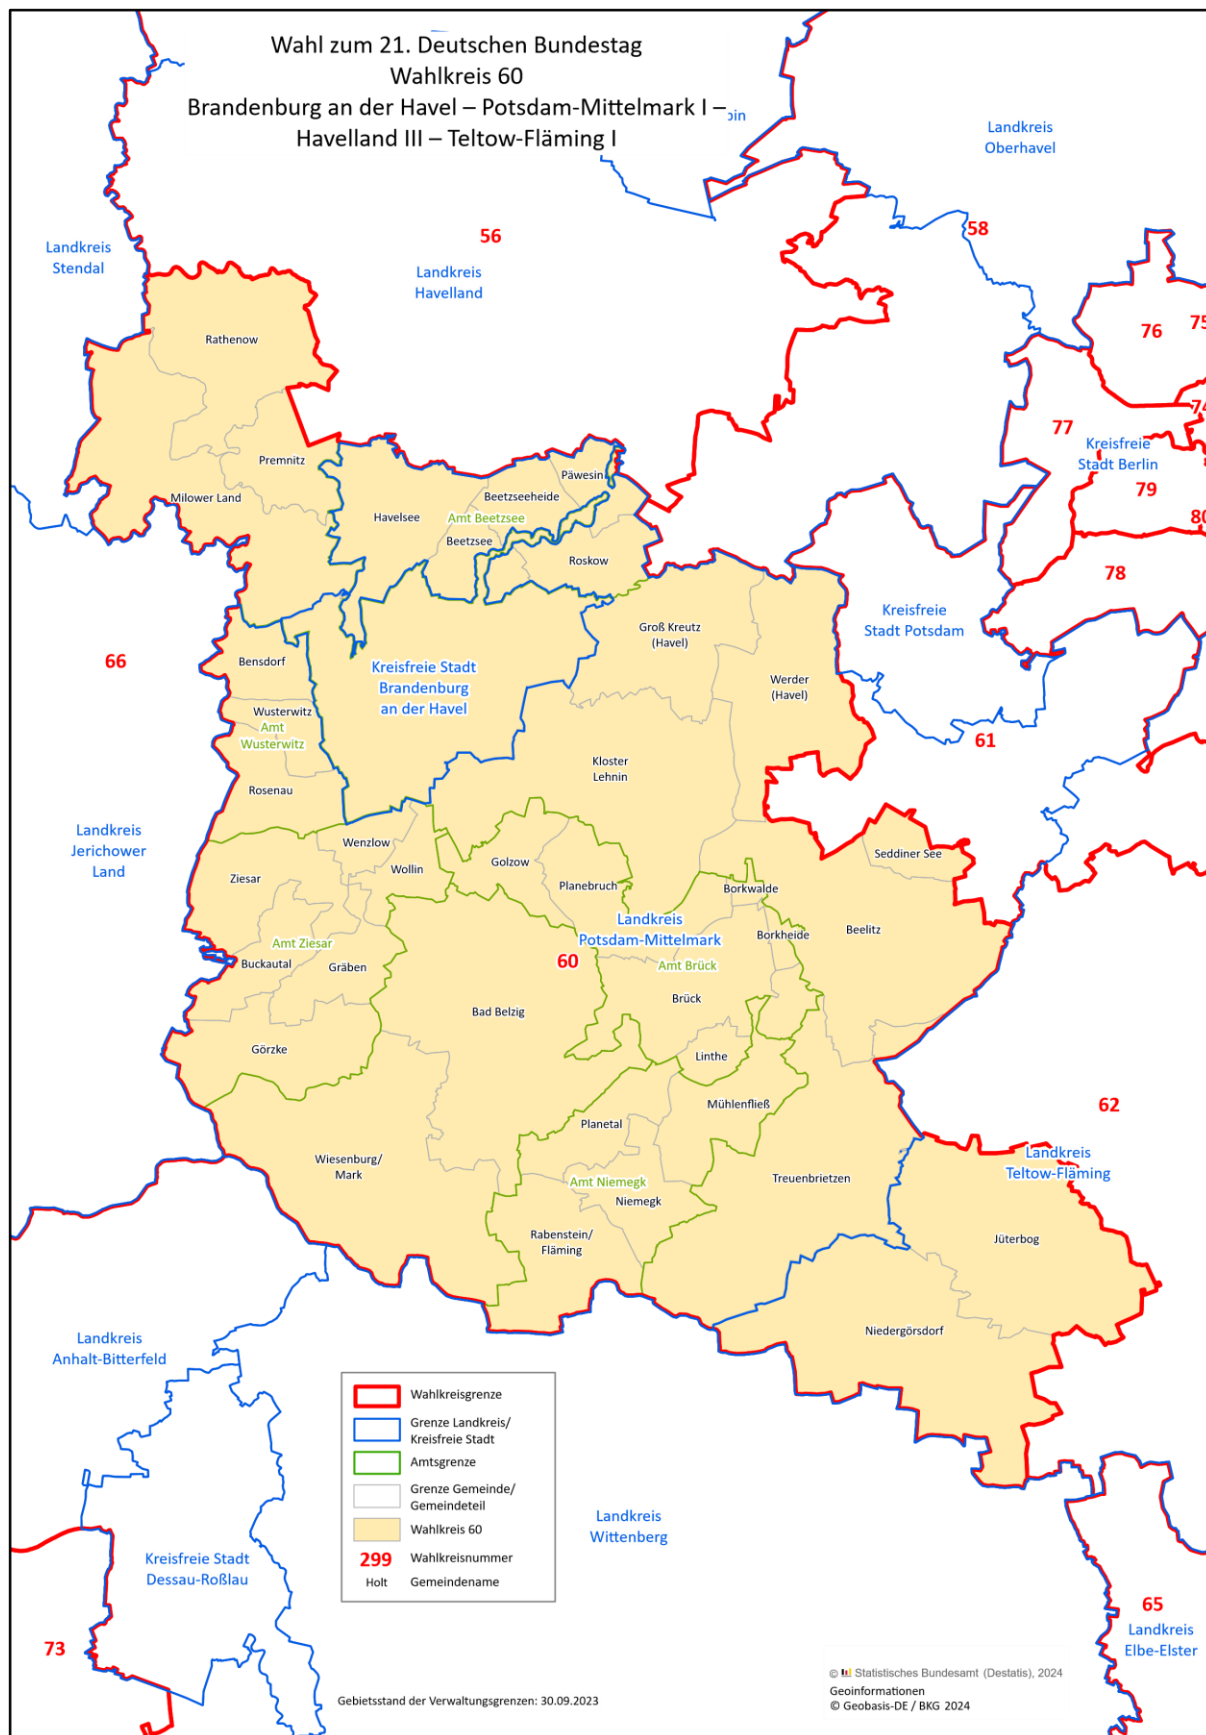 Wahl zum 21. Deutschen Bundestag
Wahlkreis 60
Brandenburg an der Havel – Potsdam-Mittelmark I –
Havelland III – Teltow-Fläming I
Landkreis
Oberhavel
56
58
Landkreis
Stendal
Landkreis
Havelland
76
75
Rathenow
74
77
Kreisfreie
Stadt Berlin
Premnitz
Päwesin
79
Milower Land
Beetzseeheide
Havelsee
Amt Beetzsee
80
Beetzsee
Roskow
78
Kreisfreie
Stadt Potsdam
Groß Kreutz
(Havel)
66
Bensdorf
Kreisfreie Stadt
Brandenburg
an der Havel
Werder
(Havel)
Wusterwitz
Amt
Wusterwitz
61
Kloster
Lehnin
Rosenau
Landkreis
Jerichower
Land
Wenzlow
Seddiner See
Golzow
Wollin
Ziesar
Planebruch
Borkwalde
Landkreis
Potsdam-Mittelmark
Beelitz
Borkheide
Amt Ziesar
60
Buckautal
Gräben
Amt Brück
Brück
Bad Belzig
Görzke
Linthe
Mühlenfließ
62
Planetal
Landkreis
Teltow-Fläming
Wiesenburg/
Mark
Treuenbrietzen
Amt Niemegk
Niemegk
Rabenstein/
Fläming
Jüterbog
Niedergörsdorf
Landkreis
Anhalt-Bitterfeld
Wahlkreisgrenze
Grenze Landkreis/
Kreisfreie Stadt
Amtsgrenze
Grenze Gemeinde/
Gemeindeteil
Wahlkreis 60
299 Wahlkreisnummer
Holt Gemeindename
Landkreis
Wittenberg
Kreisfreie Stadt
Dessau-Roßlau
65
Landkreis
Elbe-Elster
73
Gebietsstand der Verwaltungsgrenzen: 30.09.2023
© Statistisches Bundesamt (Destatis), 2024
Geoinformationen
© Geobasis-DE / BKG 2024